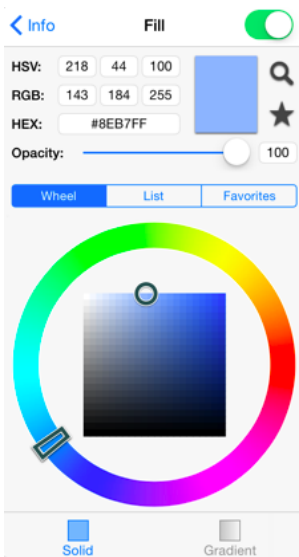 Info Fill
HSV: 218 44 100
RGB: 143 184 255
HEX: #8EB7FF
Opacity: 100
Wheel List Favorites
Solid Gradient